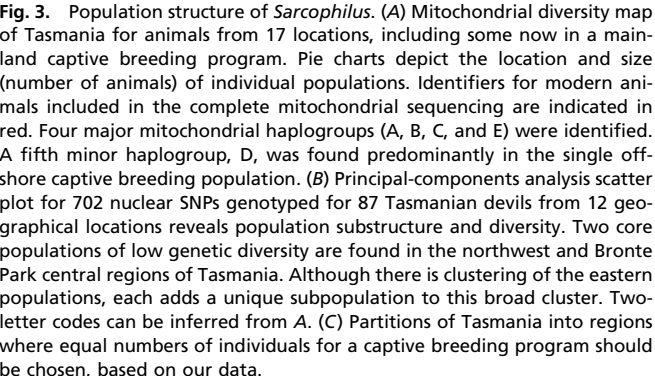 Fig. 3. Population structure of Sarcophilus. (A) Mitochondrial diversity map
of Tasmania for animals from 17 locations, including some now in a main-
land captive breeding program. Pie charts depict the location and size
(number of animals) of individual populations. Identifiers for modern ani-
mals included in the complete mitochondrial sequencing are indicated in
red. Four major mitochondrial haplogroups (A, B, C, and E) were identified.
A fifth minor haplogroup, D, was found predominantly in the single off-
shore captive breeding population. (B) Principal-components analysis scatter
plot for 702 nuclear SNPs genotyped for 87 Tasmanian devils from 12 geo-
graphical locations reveals population substructure and diversity. Two core
populations of low genetic diversity are found in the northwest and Bronte
Park central regions of Tasmania. Although there is clustering of the eastern
populations, each adds a unique subpopulation to this broad cluster. Two-
letter codes can be inferred from A. (C) Partitions of Tasmania into regions
where equal numbers of individuals for a captive breeding program should
be chosen, based on our data.